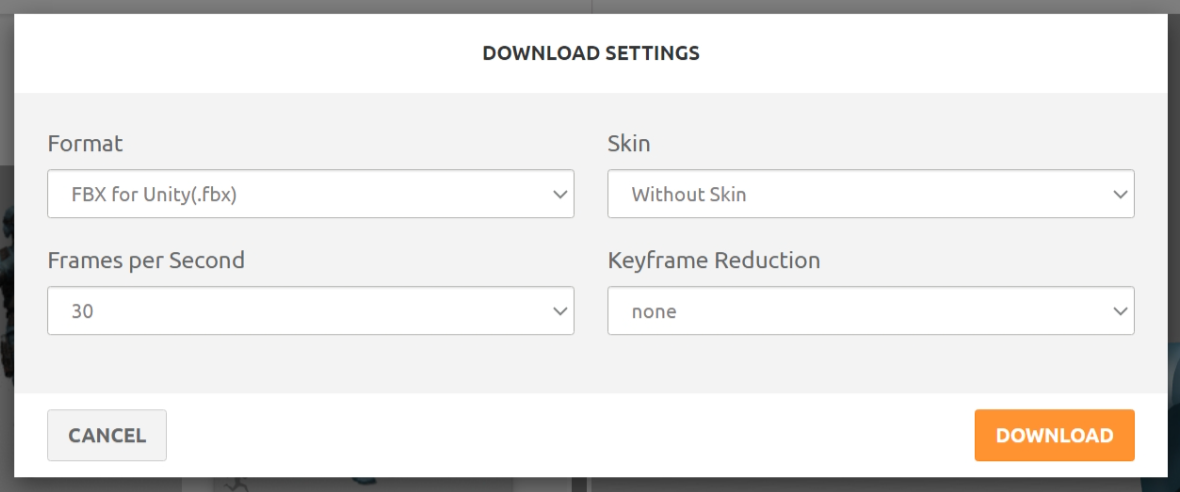 DOWNLOAD SETTINGS
Format
Skin
FBX for Unity(.fbx)
Without Skin
Frames per Second
Keyframe Reduction
30
none
CANCEL
DOWNLOAD